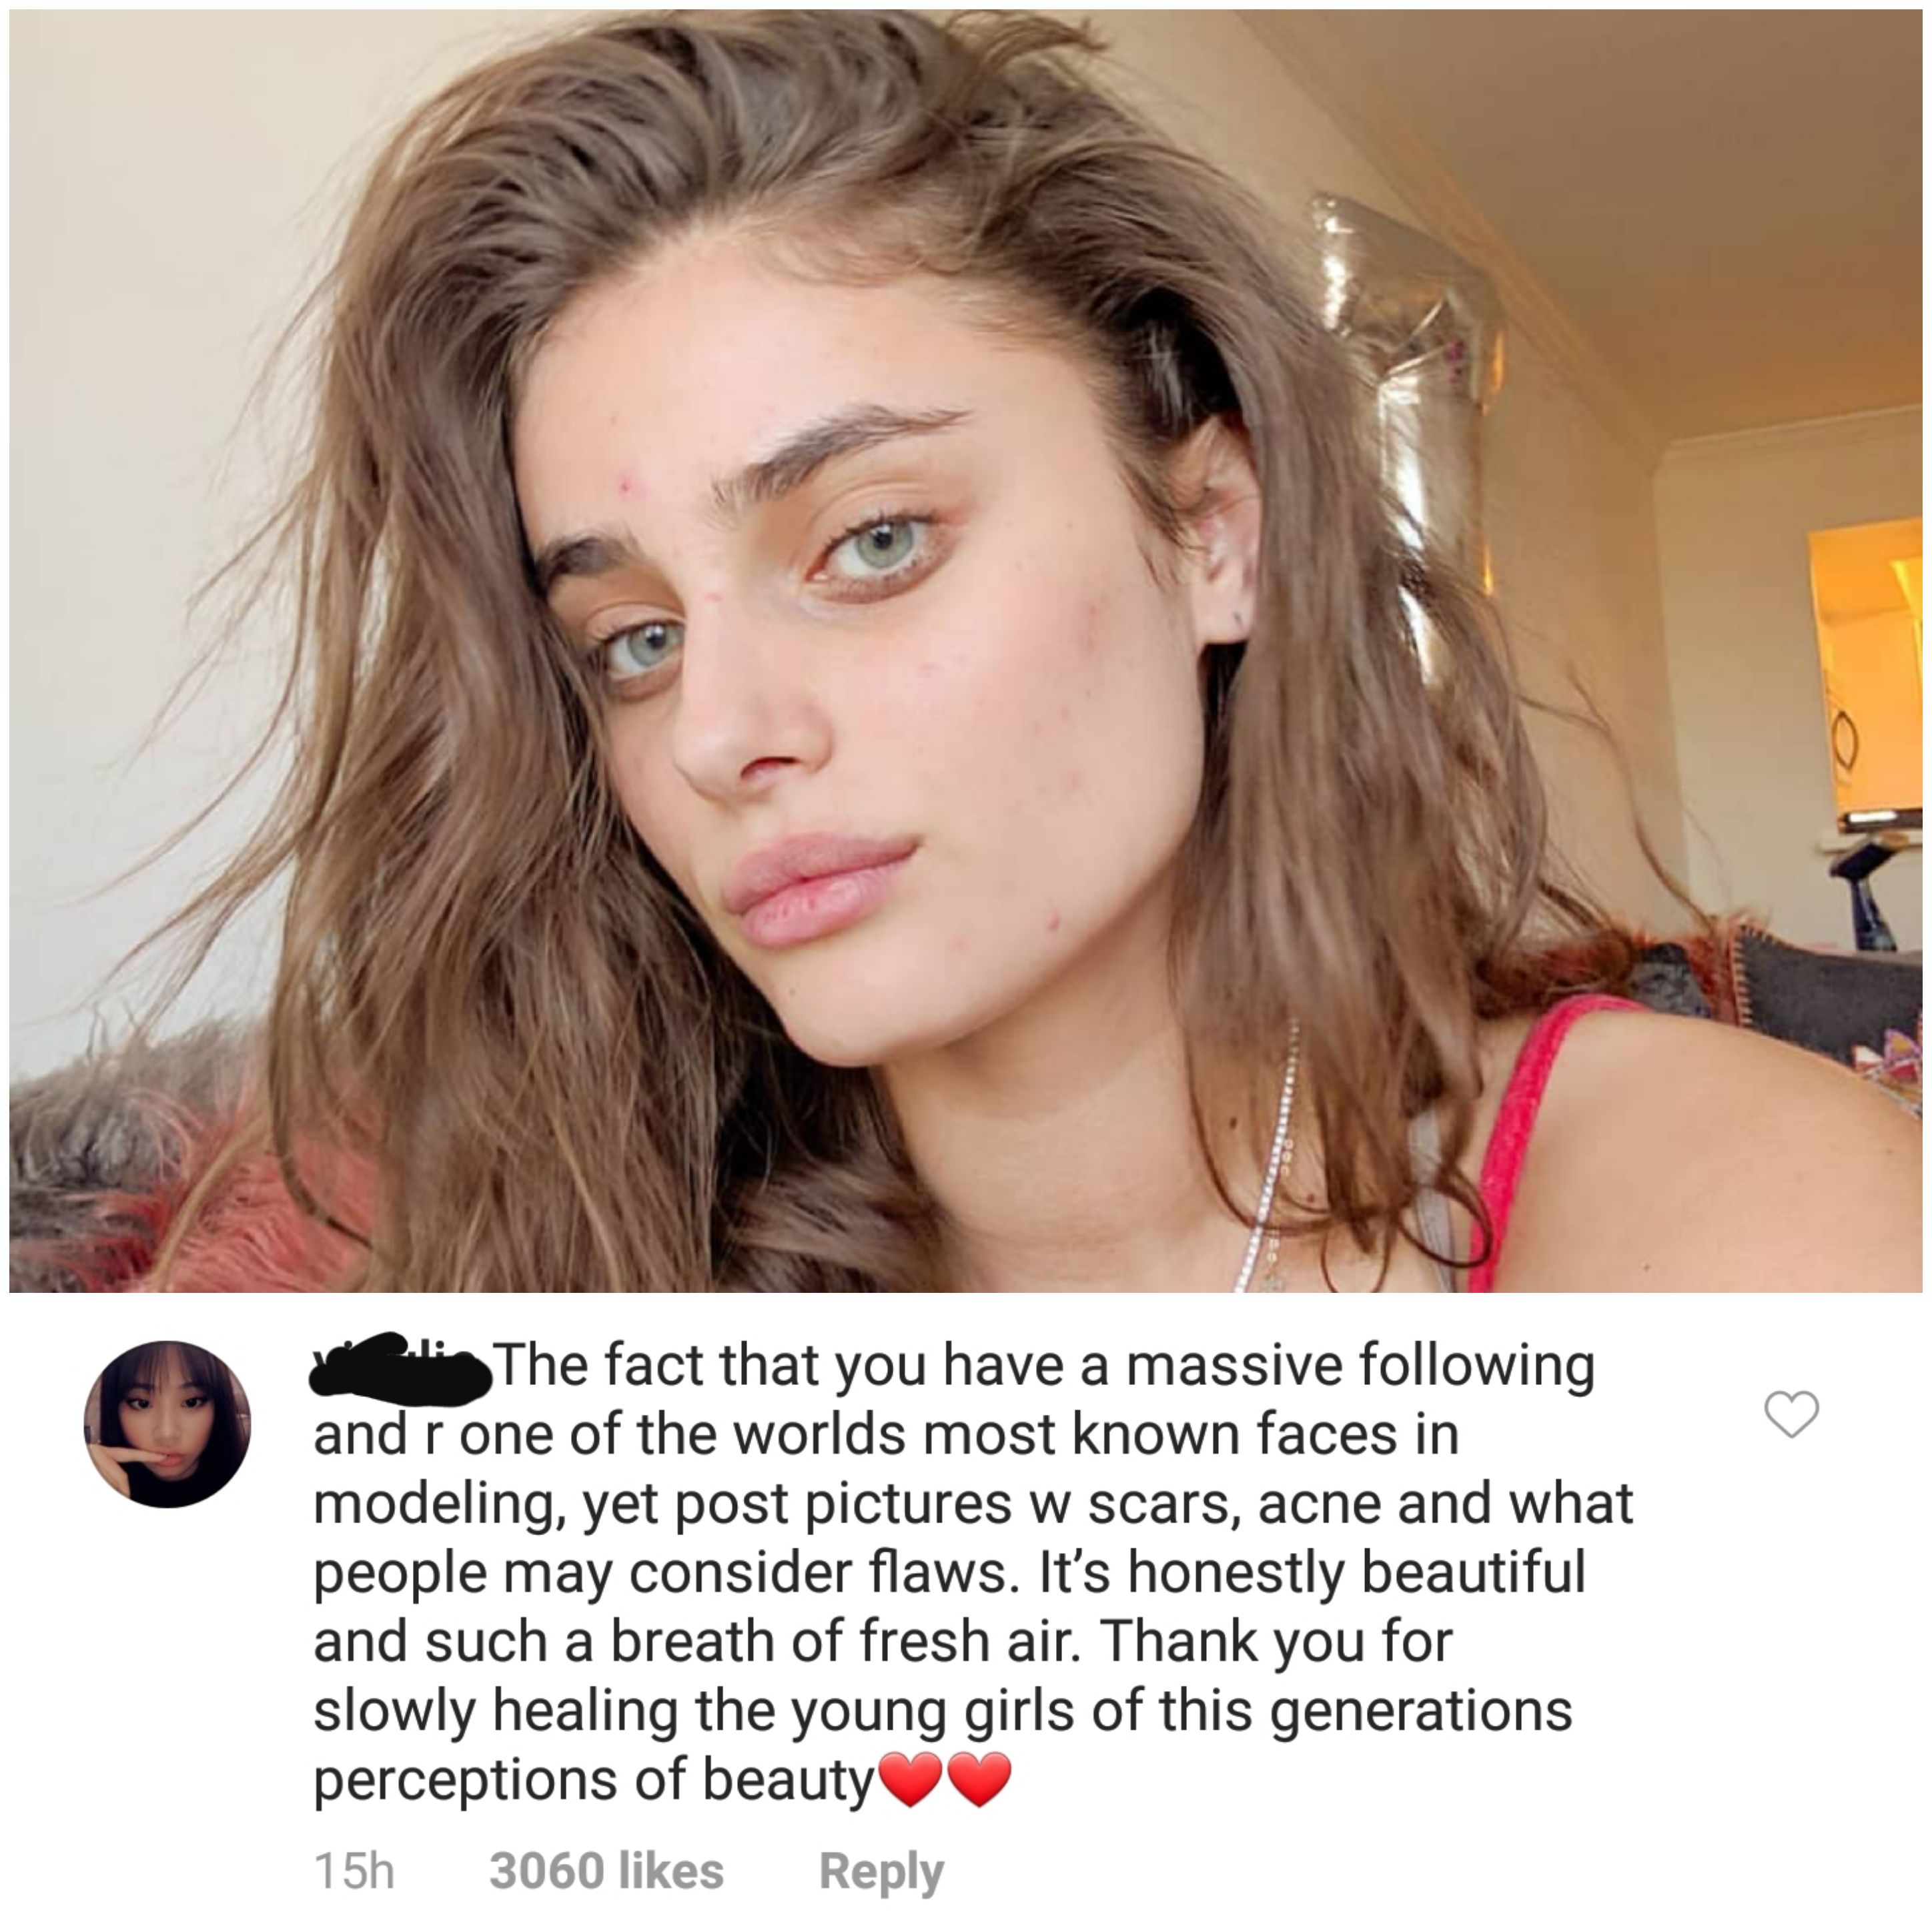 The fact that you have a massive following
and r one of the worlds most known faces in
modeling, yet post pictures w scars, acne and what
people may consider flaws. It’s honestly beautiful
and such a breath of fresh air. Thank you for
slowly healing the young girls of this generations
perceptions of beauty❤️❤️
15h 3060 likes Reply